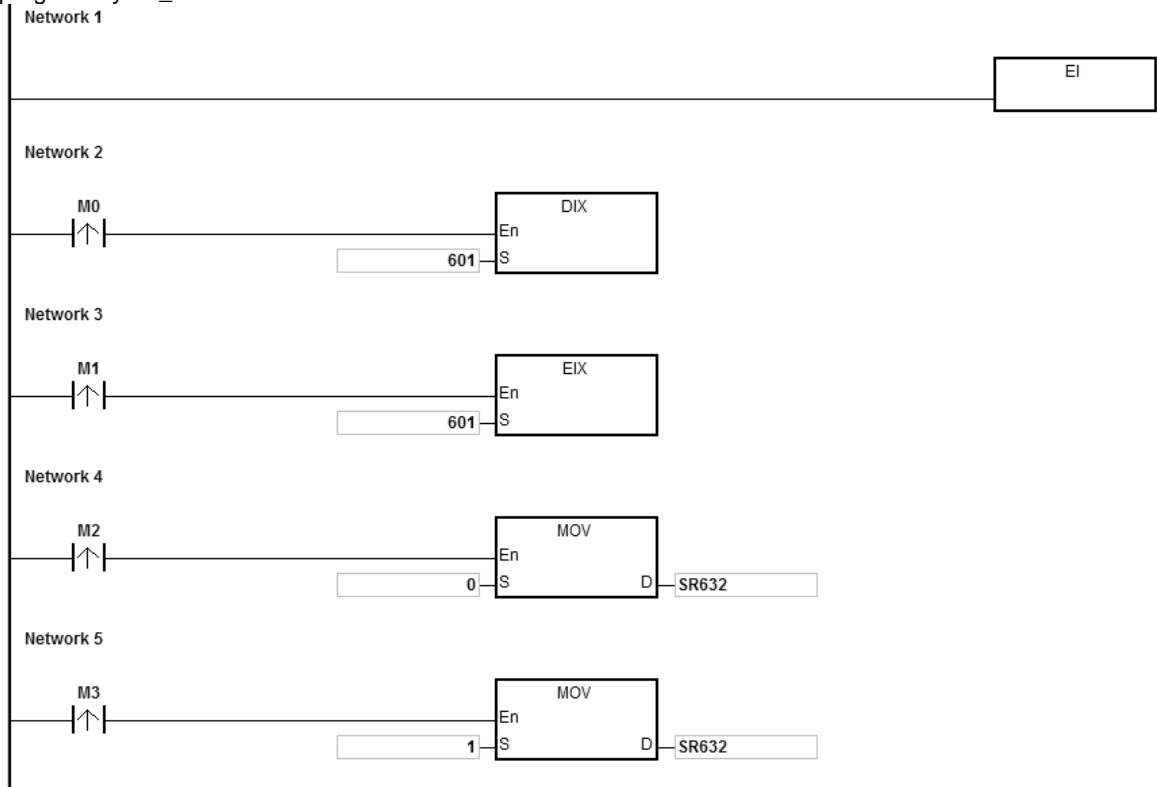 Network 1
EI
Network 2
M0
DIX
En
601
S
Network 3
M1
EIX
En
601
S
Network 4
M2
MOV
En
0
S
D
SR632
Network 5
M3
MOV
En
1
S
D
SR632